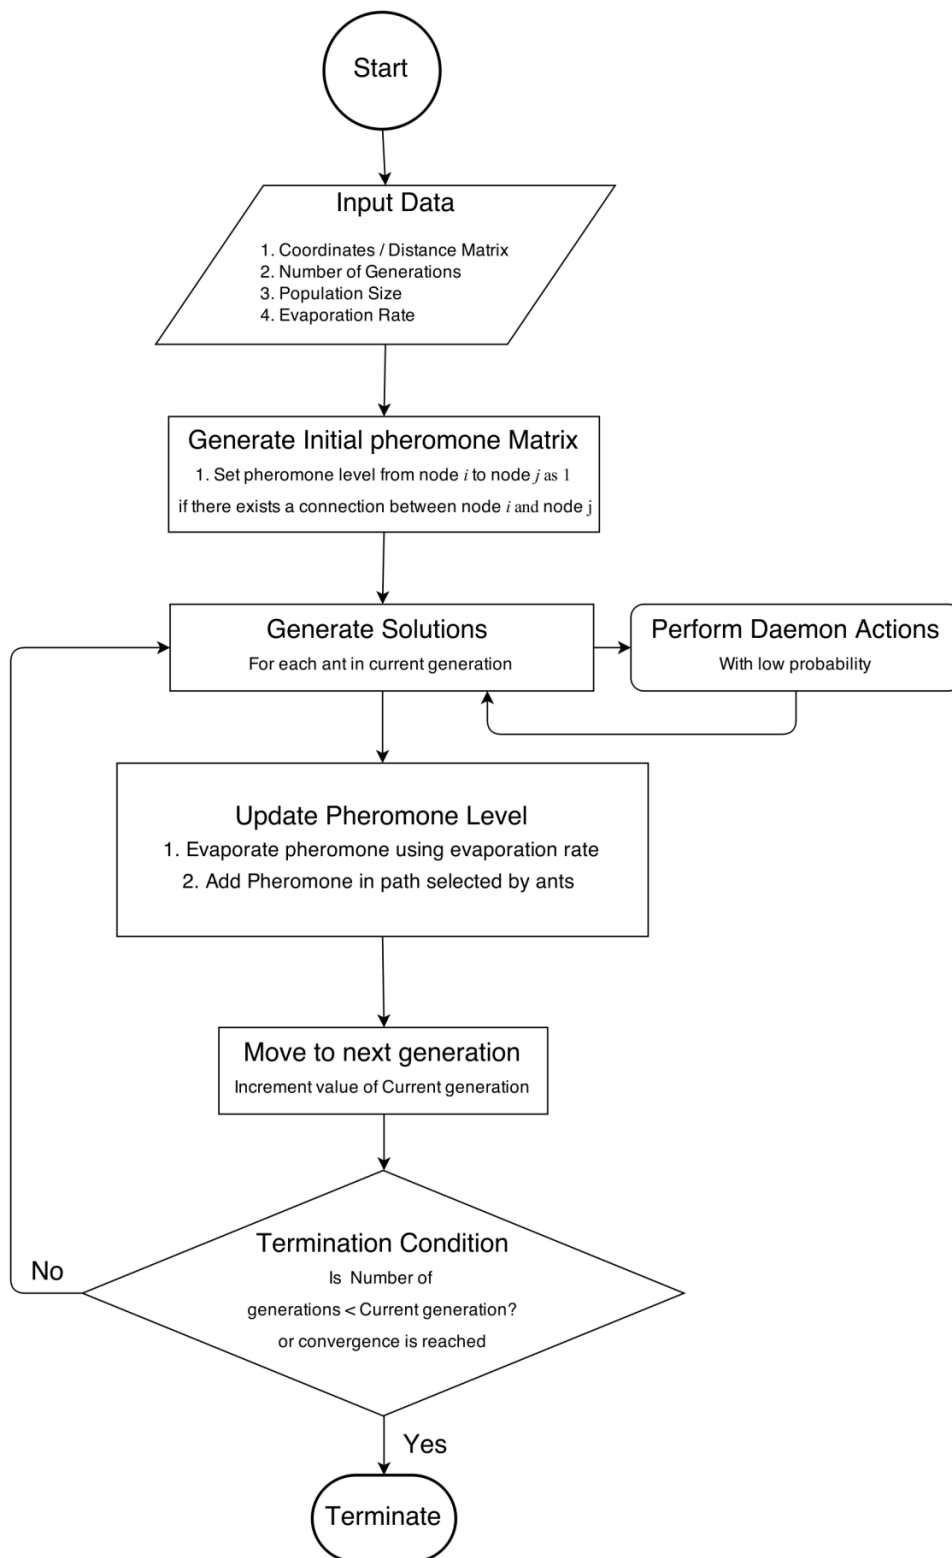 Start
Input Data
1. Coordinates / Distance Matrix
2. Number of Generations
3. Population Size
4. Evaporation Rate
Generate Initial pheromone Matrix
1. Set pheromone level from node i to node j as 1
if there exists a connection between node i and node j
Generate Solutions
For each ant in current generation
Perform Daemon Actions
With low probability
Update Pheromone Level
1. Evaporate pheromone using evaporation rate
2. Add Pheromone in path selected by ants
Move to next generation
Increment value of Current generation
Termination Condition
Is Number of
generations < Current generation?
or convergence is reached
No
Yes
Terminate